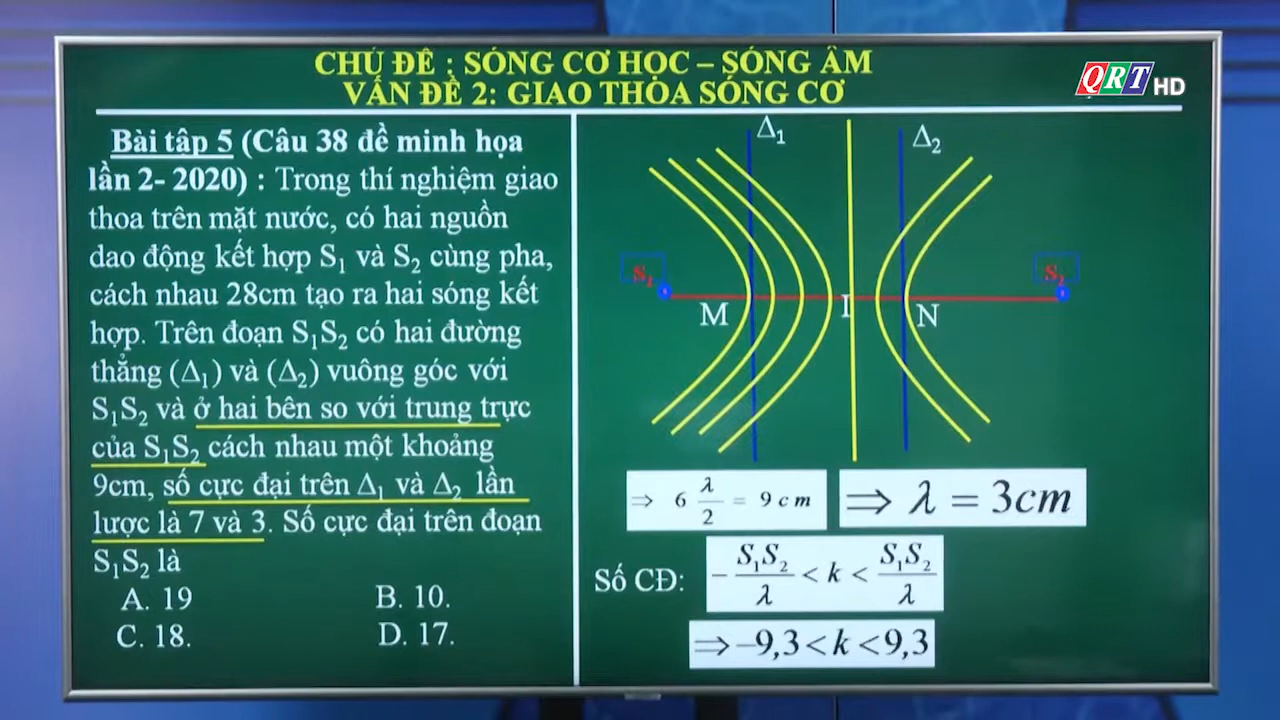 CHỦ ĐỀ : SÓNG CƠ HỌC – SÓNG ÂM
VẤN ĐỀ 2: GIAO THOA SÓNG CƠ
QRT HD
Bài tập 5 (Câu 38 đề minh họa
lần 2- 2020) : Trong thí nghiệm giao
thoa trên mặt nước, có hai nguồn
dao động kết hợp S₁ và S₂ cùng pha,
cách nhau 28cm tạo ra hai sóng kết
hợp. Trên đoạn S₁S₂ có hai đường
thẳng (Δ₁) và (Δ₂) vuông góc với
S₁S₂ và ở hai bên so với trung trực
của S₁S₂ cách nhau một khoảng
9cm, số cực đại trên Δ₁ và Δ₂ lần
lược là 7 và 3. Số cực đại trên đoạn
S₁S₂ là
A. 19 B. 10.
C. 18. D. 17.
Δ₁ Δ₂
S₁ S₂
M I N
⇒ 6 λ/2 = 9 cm ⇒ λ = 3cm
Số CĐ: -S₁S₂/λ < k < S₁S₂/λ
⇒ –9,3 < k < 9,3